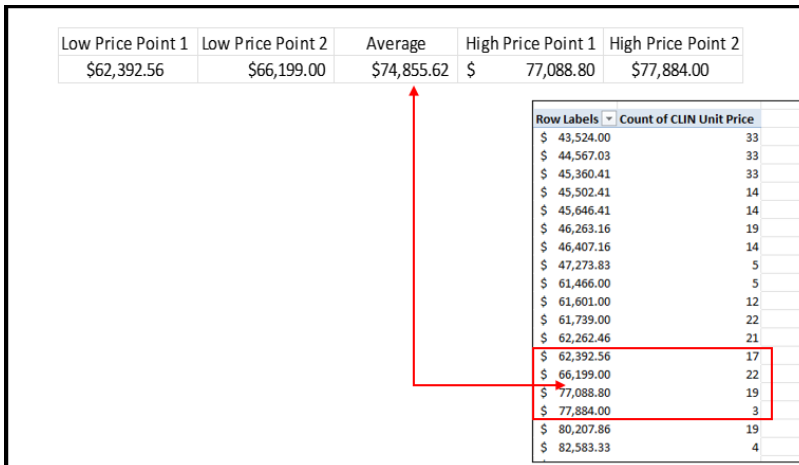 Low Price Point 1 Low Price Point 2 Average High Price Point 1 High Price Point 2
$62,392.56 $66,199.00 $74,855.62 $ 77,088.80 $77,884.00
Row Labels Count of CLIN Unit Price
$ 43,524.00 33
$ 44,567.03 33
$ 45,360.41 33
$ 45,502.41 14
$ 45,646.41 14
$ 46,263.16 19
$ 46,407.16 14
$ 47,273.83 5
$ 61,466.00 5
$ 61,601.00 12
$ 61,739.00 22
$ 62,262.46 21
$ 62,392.56 17
$ 66,199.00 22
$ 77,088.80 19
$ 77,884.00 3
$ 80,207.86 19
$ 82,583.33 4